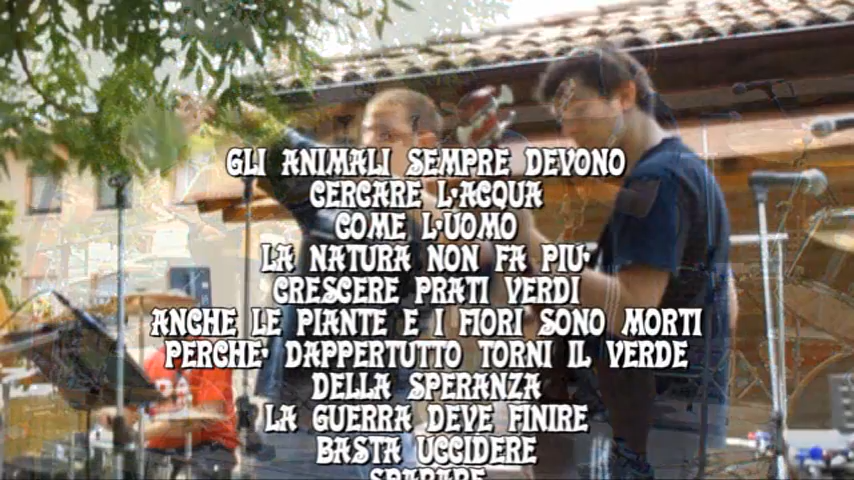 GLI ANIMALI SEMPRE DEVONO
CERCARE L'ACQUA
COME L'UOMO
LA NATURA NON FA PIU'
CRESCERE PRATI VERDI
ANCHE LE PIANTE E I FIORI SONO MORTI
PERCHE' DAPPERTUTTO TORNI IL VERDE
DELLA SPERANZA
LA GUERRA DEVE FINIRE
BASTA UCCIDERE
SPARARE